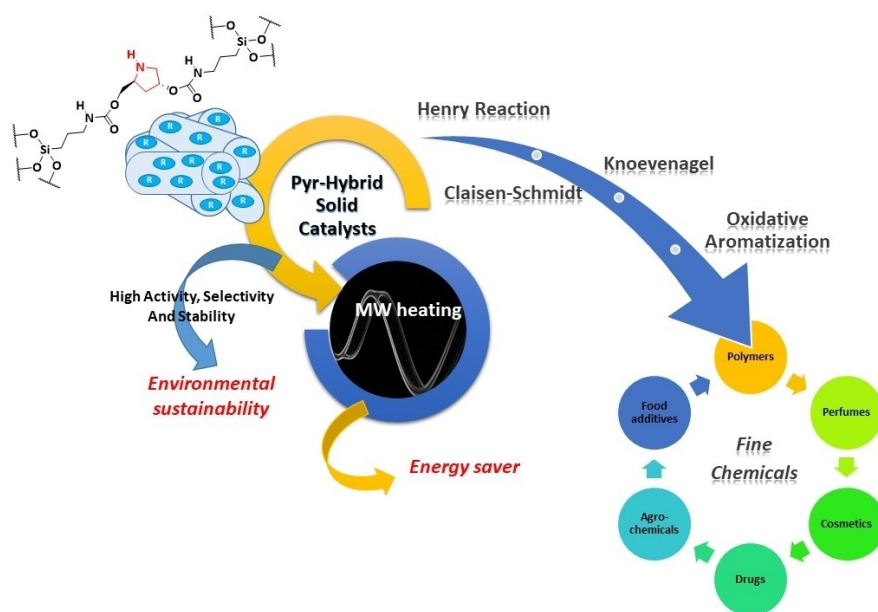 H
N
O
O
Si
O
O
N
H
O
O
O
N
H
O
O
O
Si
O
O
R
R
R
R
R
R
R
R
R
R
R
Pyr-Hybrid
Solid
Catalysts
Henry Reaction
Knoevenagel
Claisen-Schmidt
Oxidative
Aromatization
High Activity, Selectivity
And Stability
MW heating
Environmental
sustainability
Energy saver
Polymers
Perfumes
Cosmetics
Drugs
Agro-
chemicals
Food
additives
Fine
Chemicals